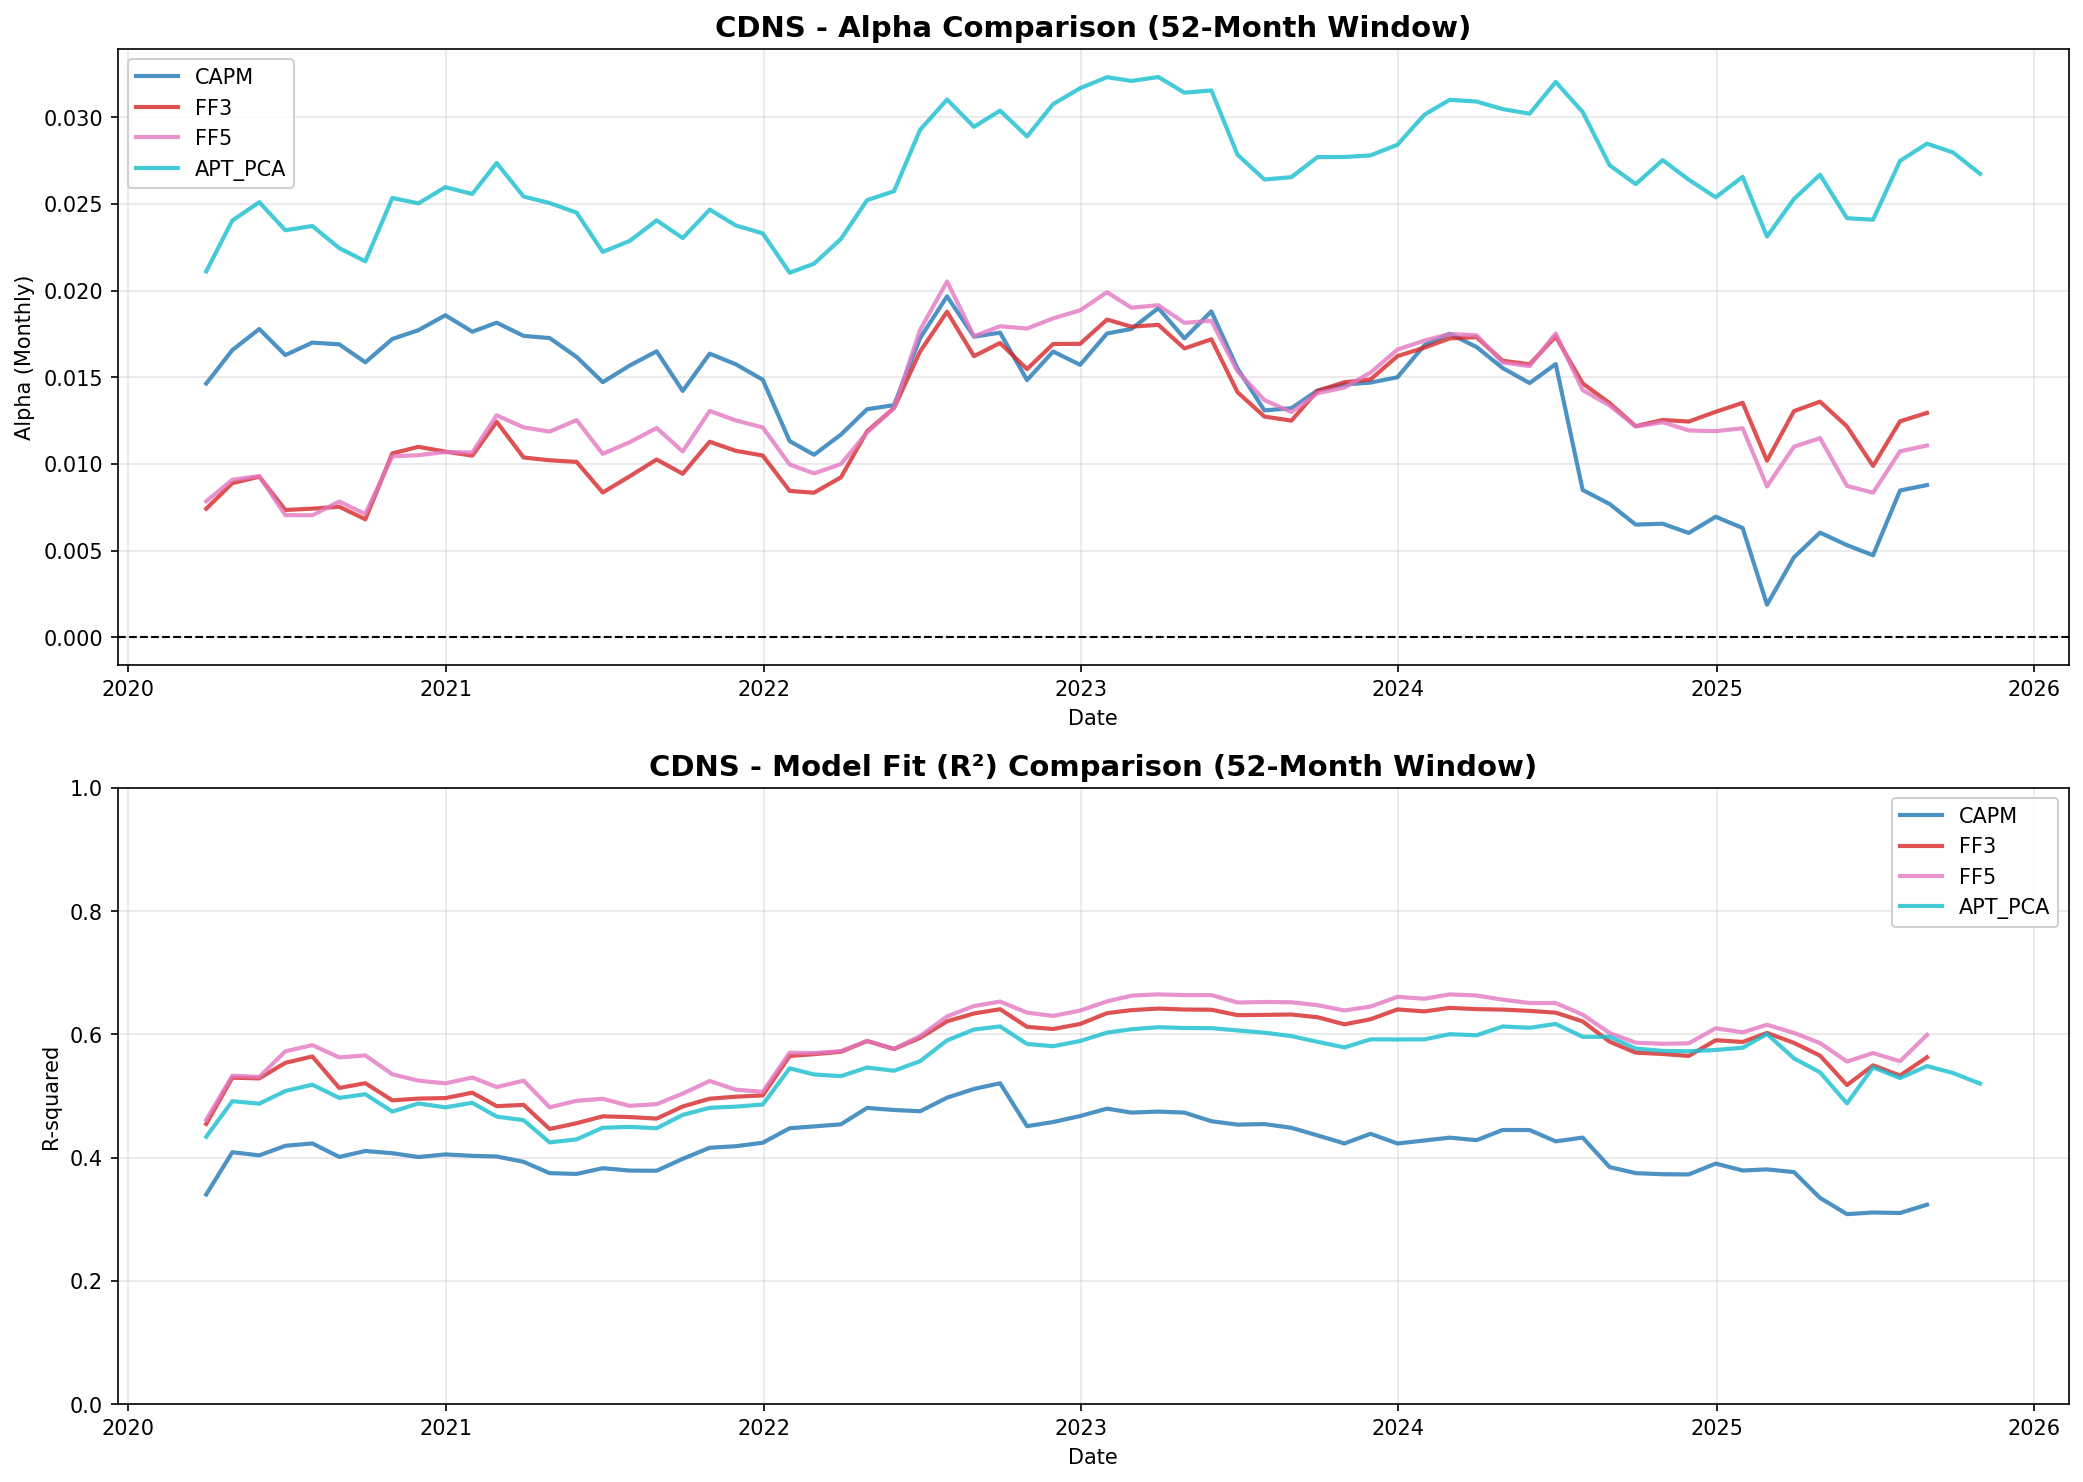 CDNS - Alpha Comparison (52-Month Window)
CAPM
FF3
FF5
APT_PCA
Alpha (Monthly)
0.030
0.025
0.020
0.015
0.010
0.005
0.000
2020 2021 2022 2023 2024 2025 2026
Date
CDNS - Model Fit (R²) Comparison (52-Month Window)
CAPM
FF3
FF5
APT_PCA
R-squared
1.0
0.8
0.6
0.4
0.2
0.0
2020 2021 2022 2023 2024 2025 2026
Date